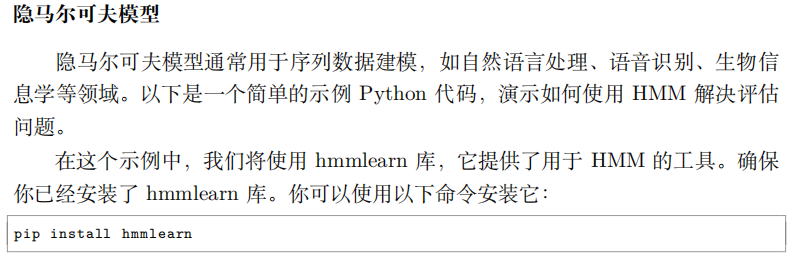 隐马尔可夫模型
隐马尔可夫模型通常用于序列数据建模，如自然语言处理、语音识别、生物信
息学等领域。以下是一个简单的示例 Python 代码，演示如何使用 HMM 解决评估
问题。
在这个示例中，我们将使用 hmmlearn 库，它提供了用于 HMM 的工具。确保
你已经安装了 hmmlearn 库。你可以使用以下命令安装它：
pip install hmmlearn